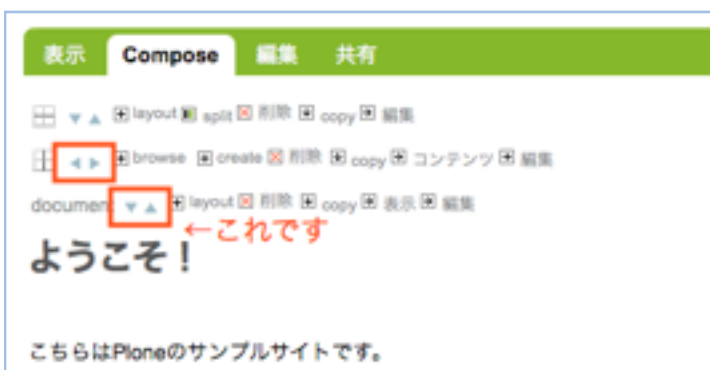 表示 Compose 編集 共有
layout split 削除 copy 編集
browse create 削除 copy コンテンツ 編集
document layout 削除 copy 表示 編集
←これです
ようこそ！
こちらはPloneのサンプルサイトです。